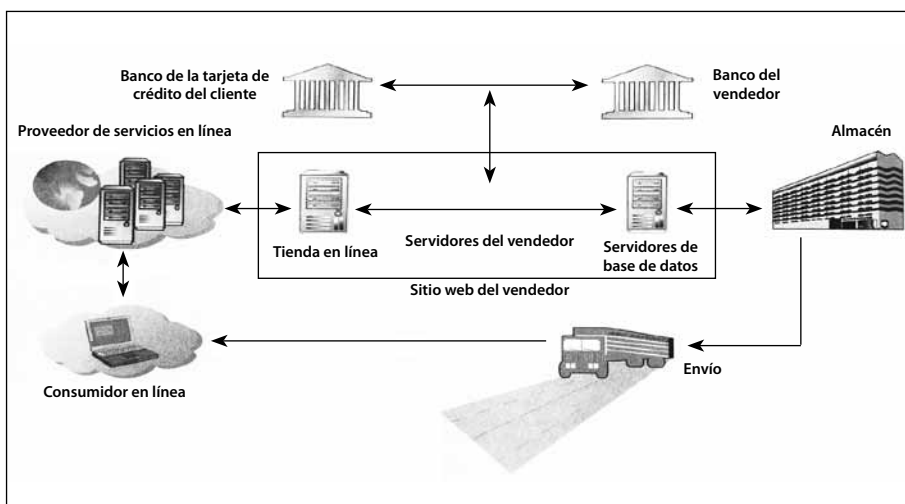 Banco de la tarjeta de
crédito del cliente
Banco del
vendedor
Proveedor de servicios en línea
Almacén
Tienda en línea
Servidores del vendedor
Servidores de
base de datos
Sitio web del vendedor
Consumidor en línea
Envío